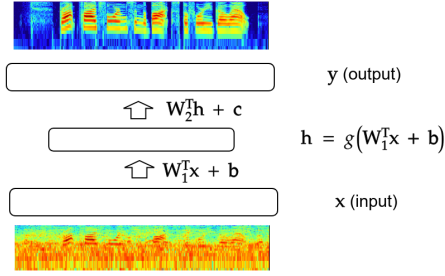 y (output)
W₂ᵀh + c
h = g(W₁ᵀx + b)
W₁ᵀx + b
x (input)